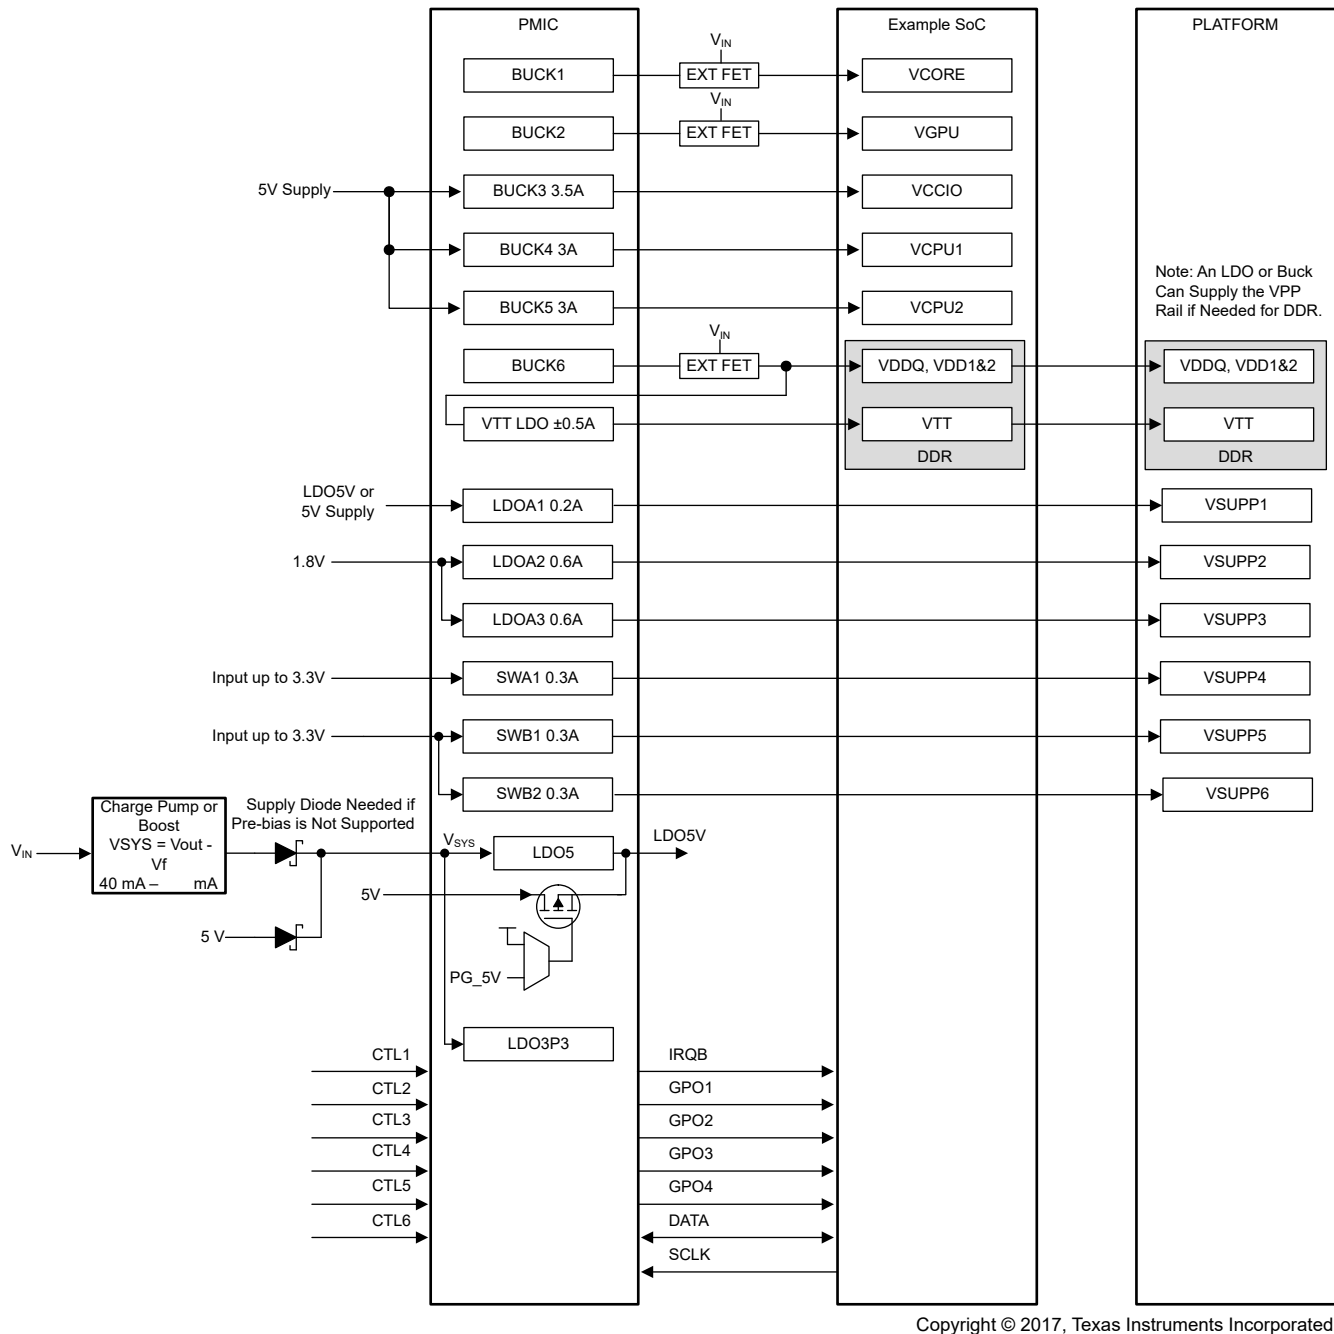 PMIC
Example SoC
PLATFORM
VIN
BUCK1
EXT FET
VCORE
VIN
BUCK2
EXT FET
VGPU
5V Supply
BUCK3 3.5A
VCCIO
BUCK4 3A
VCPU1
Note: An LDO or Buck
Can Supply the VPP
Rail if Needed for DDR.
BUCK5 3A
VCPU2
VIN
BUCK6
EXT FET
VDDQ, VDD1&2
VDDQ, VDD1&2
VTT LDO ±0.5A
VTT
VTT
DDR
DDR
LDO5V or
5V Supply
LDOA1 0.2A
VSUPP1
1.8V
LDOA2 0.6A
VSUPP2
LDOA3 0.6A
VSUPP3
Input up to 3.3V
SWA1 0.3A
VSUPP4
Input up to 3.3V
SWB1 0.3A
VSUPP5
SWB2 0.3A
VSUPP6
Charge Pump or
Boost
VSYS = Vout -
Vf
40 mA – mA
Supply Diode Needed if
Pre-bias is Not Supported
VIN
VSYS
LDO5
LDO5V
5V
5 V
PG_5V
LDO3P3
CTL1
IRQB
CTL2
GPO1
CTL3
GPO2
CTL4
GPO3
CTL5
GPO4
CTL6
DATA
SCLK
Copyright © 2017, Texas Instruments Incorporated